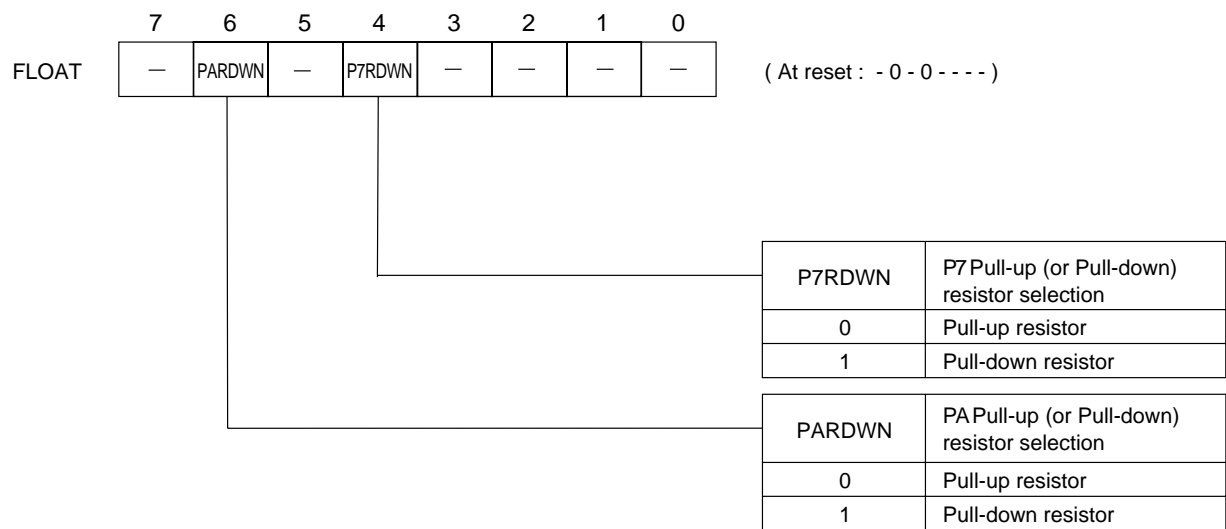 7 6 5 4 3 2 1 0
FLOAT — PARDWN — P7RDWN — — — — ( At reset : - 0 - 0 - - - - )
P7RDWN P7 Pull-up (or Pull-down) resistor selection
0 Pull-up resistor
1 Pull-down resistor
PARDWN PA Pull-up (or Pull-down) resistor selection
0 Pull-up resistor
1 Pull-down resistor